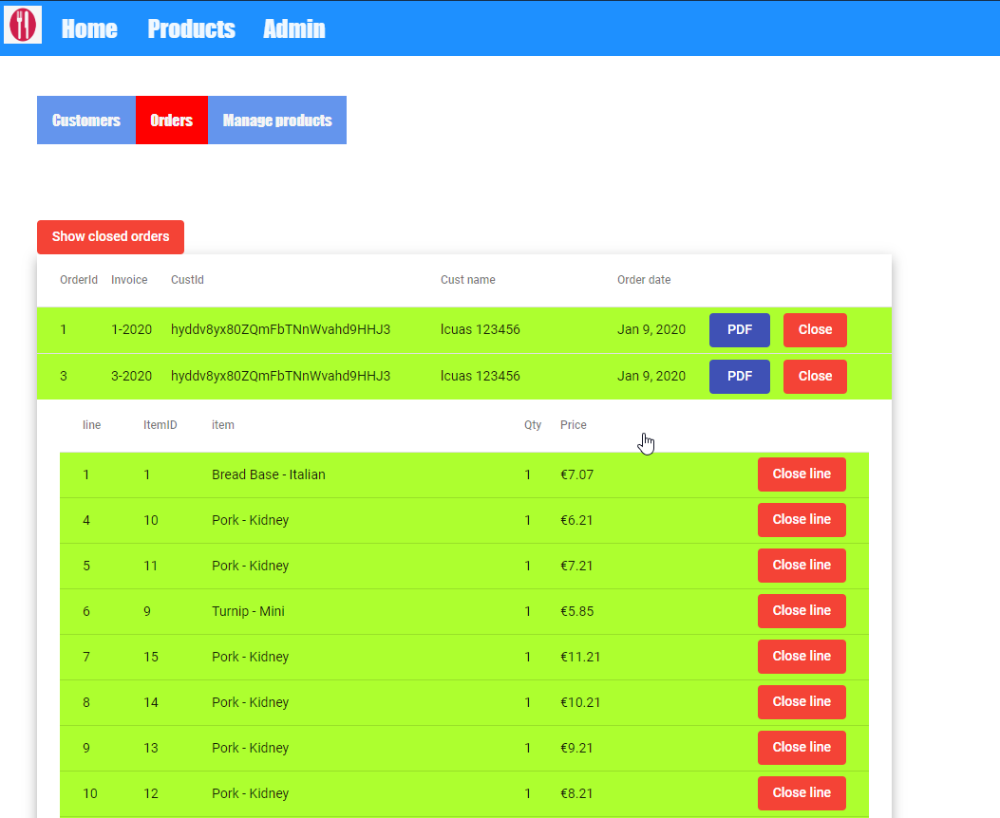 Home Products Admin
Customers Orders Manage products
Show closed orders
OrderId Invoice CustId Cust name Order date
1 1-2020 hyddv8yx80ZQmFbTNnWvahd9HHJ3 lcuas 123456 Jan 9, 2020 PDF Close
3 3-2020 hyddv8yx80ZQmFbTNnWvahd9HHJ3 lcuas 123456 Jan 9, 2020 PDF Close
line ItemID item Qty Price
1 1 Bread Base - Italian 1 €7.07 Close line
4 10 Pork - Kidney 1 €6.21 Close line
5 11 Pork - Kidney 1 €7.21 Close line
6 9 Turnip - Mini 1 €5.85 Close line
7 15 Pork - Kidney 1 €11.21 Close line
8 14 Pork - Kidney 1 €10.21 Close line
9 13 Pork - Kidney 1 €9.21 Close line
10 12 Pork - Kidney 1 €8.21 Close line